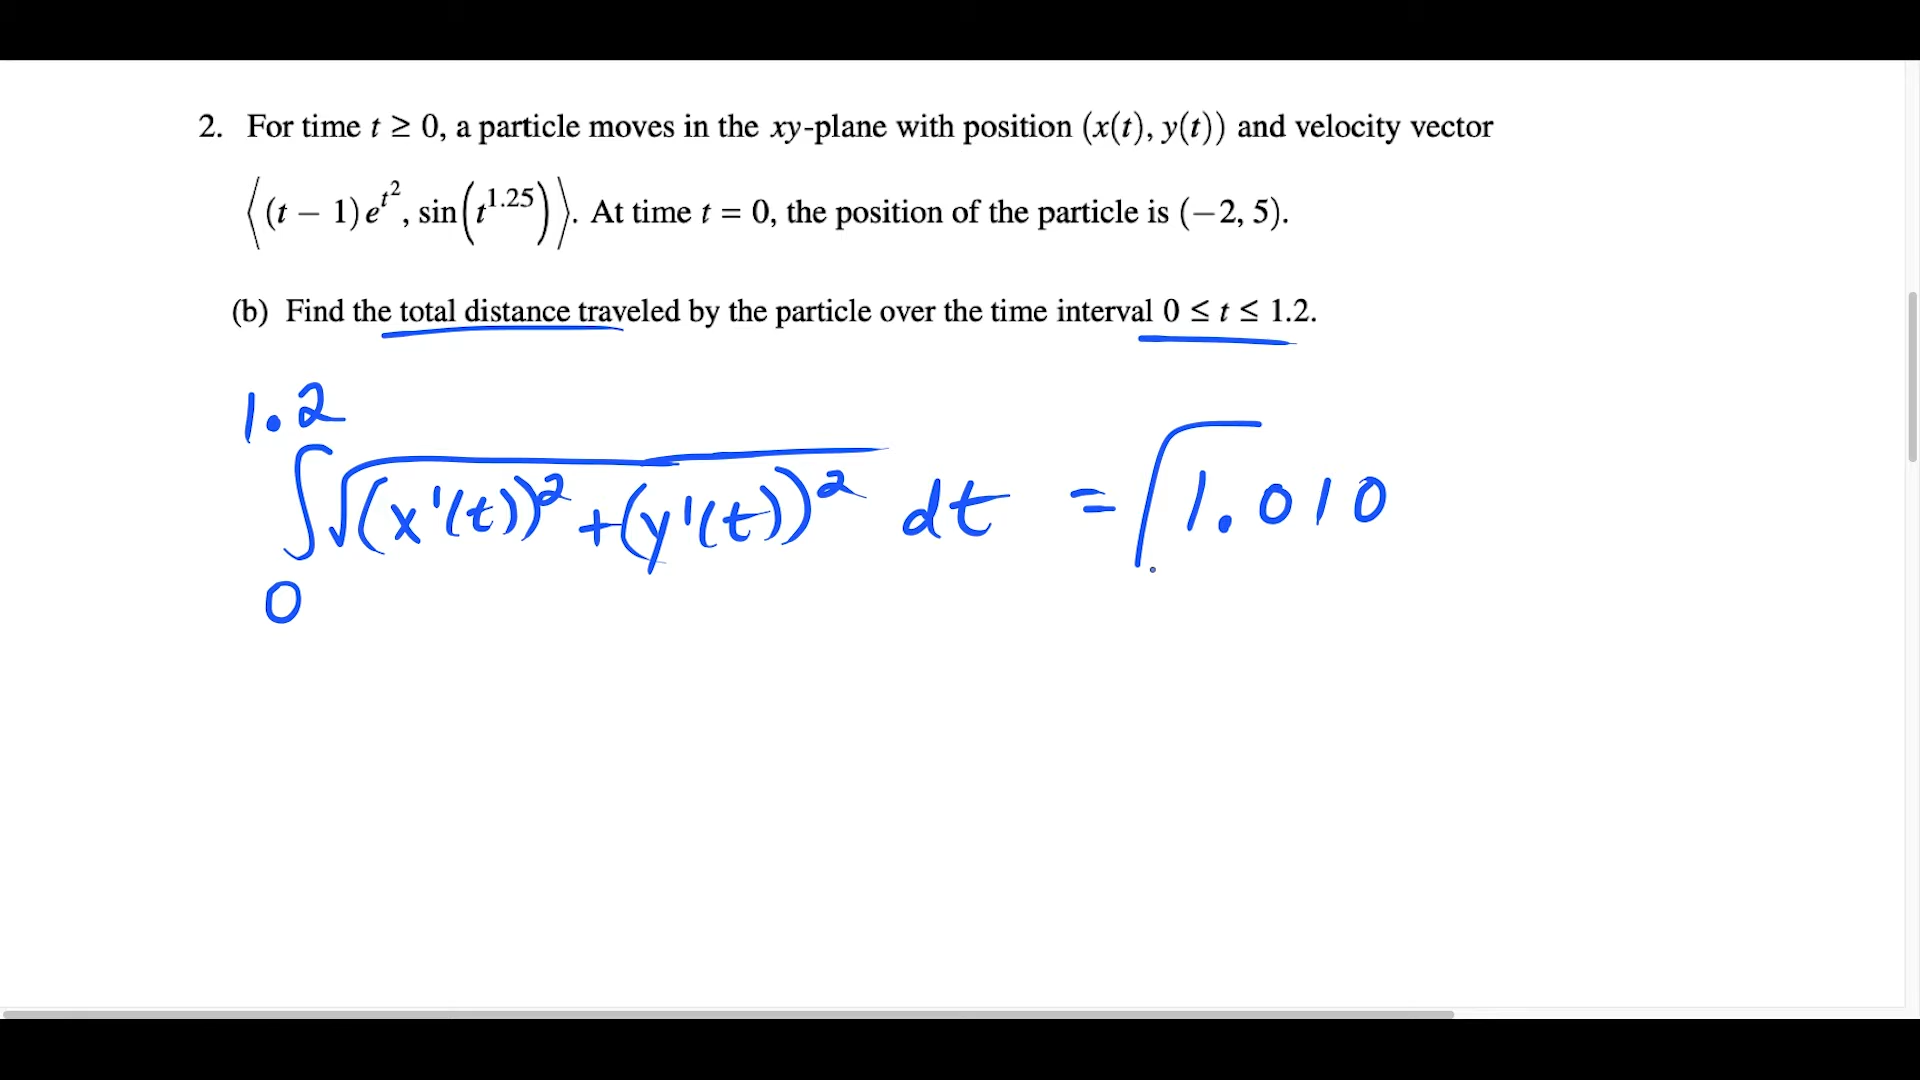 2. For time t ≥ 0, a particle moves in the xy-plane with position (x(t), y(t)) and velocity vector
⟨(t − 1)e^{t^2}, sin(t^{1.25})⟩. At time t = 0, the position of the particle is (−2, 5).
(b) Find the total distance traveled by the particle over the time interval 0 ≤ t ≤ 1.2.
∫_0^{1.2} √((x'(t))^2 + (y'(t))^2) dt = 1.010